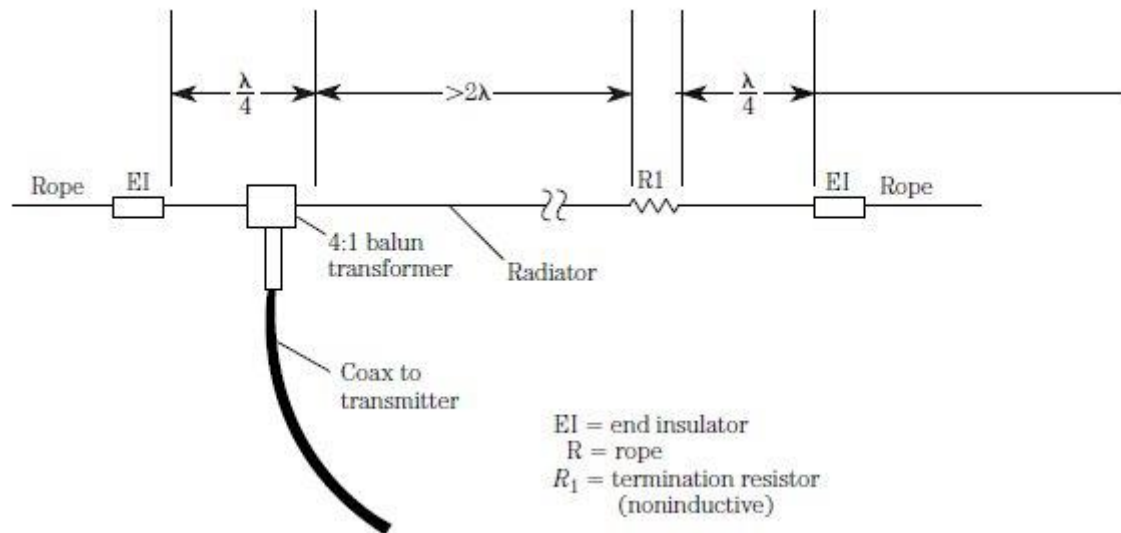 λ/4
>2λ
λ/4
Rope
EI
R1
EI
Rope
4:1 balun
transformer
Radiator
Coax to
transmitter
EI = end insulator
R = rope
R₁ = termination resistor
(noninductive)